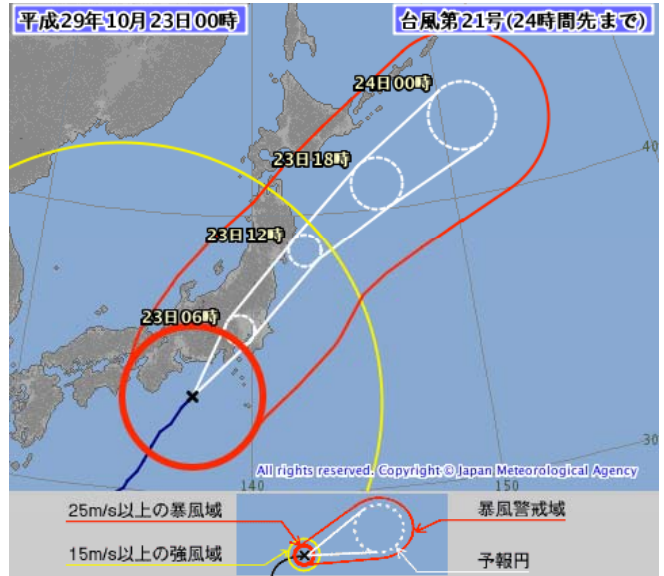 平成29年10月23日00時
台風第21号(24時間先まで)
24日00時
23日18時
40
23日12時
23日06時
30
All rights reserved. Copyright © Japan Meteorological Agency
140
150
25m/s以上の暴風域
暴風警戒域
15m/s以上の強風域
予報円